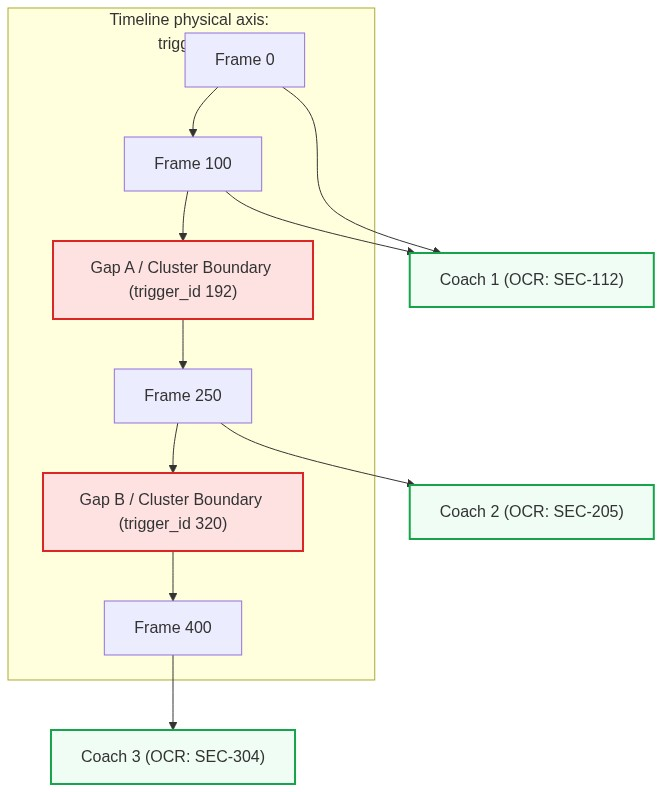 Timeline physical axis:
Frame 0
Frame 100
Gap A / Cluster Boundary
(trigger_id 192)
Coach 1 (OCR: SEC-112)
Frame 250
Gap B / Cluster Boundary
(trigger_id 320)
Coach 2 (OCR: SEC-205)
Frame 400
Coach 3 (OCR: SEC-304)